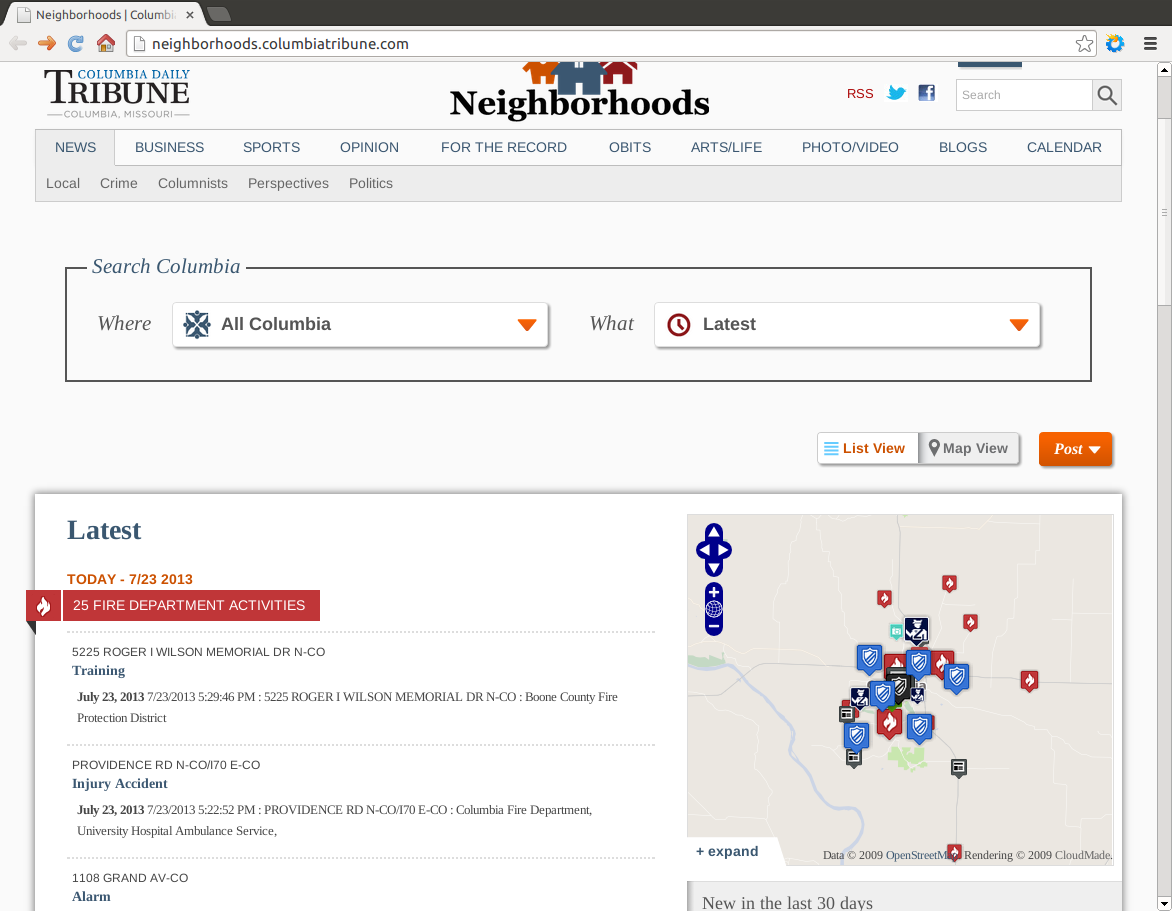 Neighborhoods | Columbi
neighborhoods.columbiatribune.com
COLUMBIA DAILY
TRIBUNE
COLUMBIA, MISSOURI
Neighborhoods
RSS
Search
NEWS BUSINESS SPORTS OPINION FOR THE RECORD OBITS ARTS/LIFE PHOTO/VIDEO BLOGS CALENDAR
Local Crime Columnists Perspectives Politics
Search Columbia
Where All Columbia What Latest
List View Map View Post
Latest
TODAY - 7/23 2013
25 FIRE DEPARTMENT ACTIVITIES
5225 ROGER I WILSON MEMORIAL DR N-CO
Training
July 23, 2013 7/23/2013 5:29:46 PM : 5225 ROGER I WILSON MEMORIAL DR N-CO : Boone County Fire
Protection District
PROVIDENCE RD N-CO/I70 E-CO
Injury Accident
July 23, 2013 7/23/2013 5:22:52 PM : PROVIDENCE RD N-CO/I70 E-CO : Columbia Fire Department,
University Hospital Ambulance Service,
1108 GRAND AV-CO
Alarm
+ expand
Data © 2009 OpenStreetM Rendering © 2009 CloudMade.
New in the last 30 days